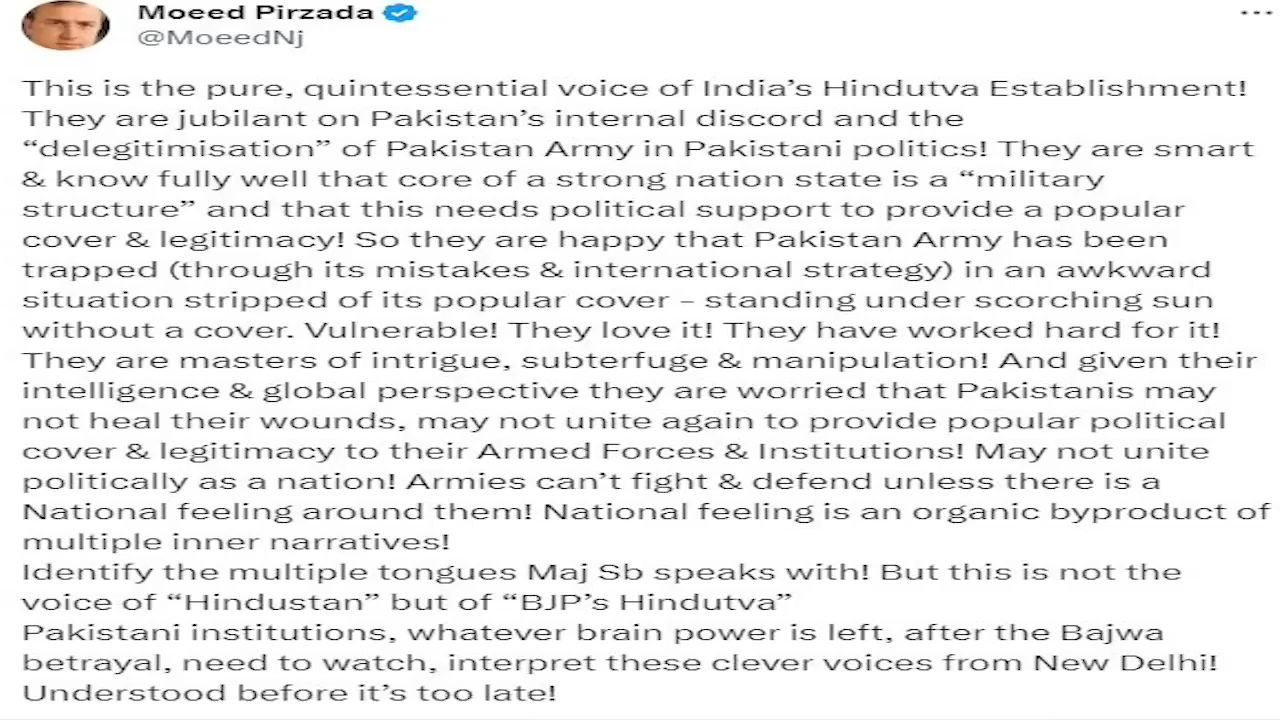 Moeed Pirzada
@MoeedNj
This is the pure, quintessential voice of India’s Hindutva Establishment!
They are jubilant on Pakistan’s internal discord and the
“delegitimisation” of Pakistan Army in Pakistani politics! They are smart
& know fully well that core of a strong nation state is a “military
structure” and that this needs political support to provide a popular
cover & legitimacy! So they are happy that Pakistan Army has been
trapped (through its mistakes & international strategy) in an awkward
situation stripped of its popular cover – standing under scorching sun
without a cover. Vulnerable! They love it! They have worked hard for it!
They are masters of intrigue, subterfuge & manipulation! And given their
intelligence & global perspective they are worried that Pakistanis may
not heal their wounds, may not unite again to provide popular political
cover & legitimacy to their Armed Forces & Institutions! May not unite
politically as a nation! Armies can’t fight & defend unless there is a
National feeling around them! National feeling is an organic byproduct of
multiple inner narratives!
Identify the multiple tongues Maj Sb speaks with! But this is not the
voice of “Hindustan” but of “BJP’s Hindutva”
Pakistani institutions, whatever brain power is left, after the Bajwa
betrayal, need to watch, interpret these clever voices from New Delhi!
Understood before it’s too late!